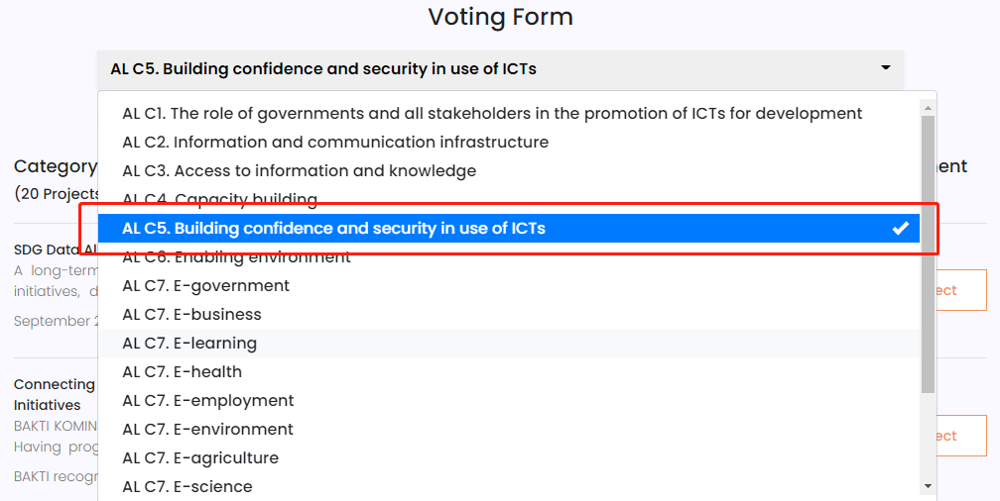 Voting Form
AL C5. Building confidence and security in use of ICTs
AL C1. The role of governments and all stakeholders in the promotion of ICTs for development
AL C2. Information and communication infrastructure
Category
AL C3. Access to information and knowledge
ent
(20 Projects
AL C4. Capacity building
AL C5. Building confidence and security in use of ICTs
SDG Data Al
AL C6. Enabling environment
A long-term
initiatives, d
AL C7. E-government
ect
September 2
AL C7. E-business
AL C7. E-learning
AL C7. E-health
Connecting
Initiatives
AL C7. E-employment
BAKTI KOMIN
AL C7. E-environment
ect
Having prog
AL C7. E-agriculture
BAKTI recogn
AL C7. E-science